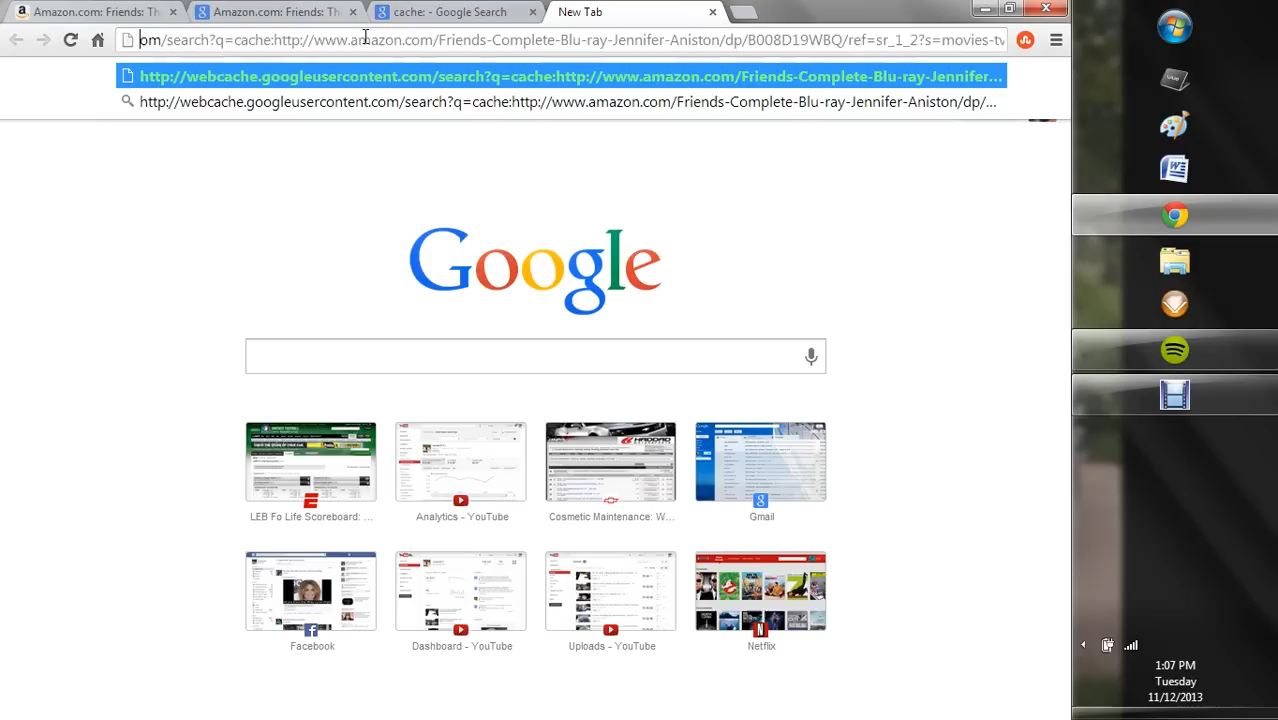 Amazon.com: Friends: Th
Amazon.com: Friends: Th
cache: - Google Search
New Tab
om/search?q=cache:http://www.amazon.com/Friends-Complete-Blu-ray-Jennifer-Aniston/dp/B008D19WBQ/ref=sr_1_2?s=movies-tv
http://webcache.googleusercontent.com/search?q=cache:http://www.amazon.com/Friends-Complete-Blu-ray-Jennifer...
http://webcache.googleusercontent.com/search?q=cache:http://www.amazon.com/Friends-Complete-Blu-ray-Jennifer-Aniston/dp/...
Google
LEB Fo Life Scoreboard: ...
Analytics - YouTube
Cosmetic Maintenance: W...
Gmail
Facebook
Dashboard - YouTube
Uploads - YouTube
Netflix
1:07 PM
Tuesday
11/12/2013